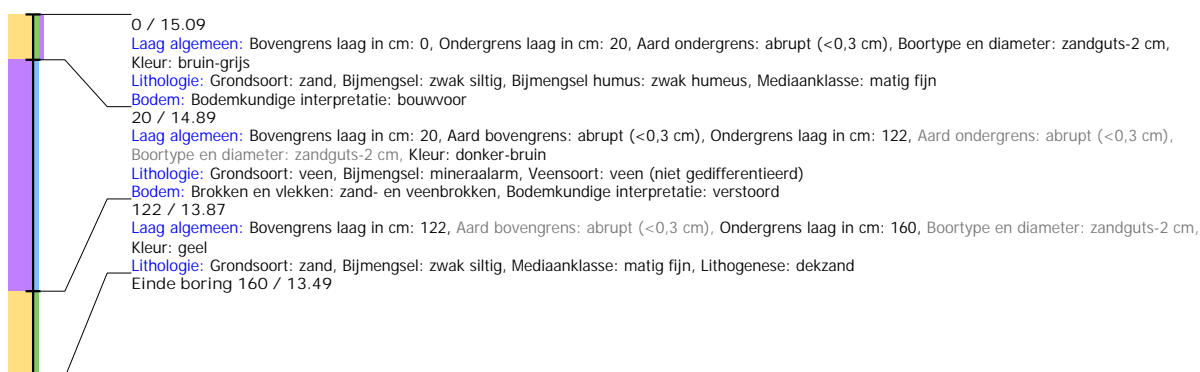 0 / 15.09
Laag algemeen: Bovengrens laag in cm: 0, Ondergrens laag in cm: 20, Aard ondergrens: abrupt (<0,3 cm), Boortype en diameter: zandguts-2 cm,
Kleur: bruin-grijs
Lithologie: Grondsoort: zand, Bijmengsel: zwak siltig, Bijmengsel humus: zwak humeus, Mediaanklasse: matig fijn
Bodem: Bodemkundige interpretatie: bouwvoor
20 / 14.89
Laag algemeen: Bovengrens laag in cm: 20, Aard bovengrens: abrupt (<0,3 cm), Ondergrens laag in cm: 122, Aard ondergrens: abrupt (<0,3 cm),
Boortype en diameter: zandguts-2 cm, Kleur: donker-bruin
Lithologie: Grondsoort: veen, Bijmengsel: mineraalarm, Veensoort: veen (niet gedifferentieerd)
Bodem: Brokken en vlekken: zand- en veenbrokken, Bodemkundige interpretatie: verstoord
122 / 13.87
Laag algemeen: Bovengrens laag in cm: 122, Aard bovengrens: abrupt (<0,3 cm), Ondergrens laag in cm: 160, Boortype en diameter: zandguts-2 cm,
Kleur: geel
Lithologie: Grondsoort: zand, Bijmengsel: zwak siltig, Mediaanklasse: matig fijn, Lithogenese: dekzand
Einde boring 160 / 13.49